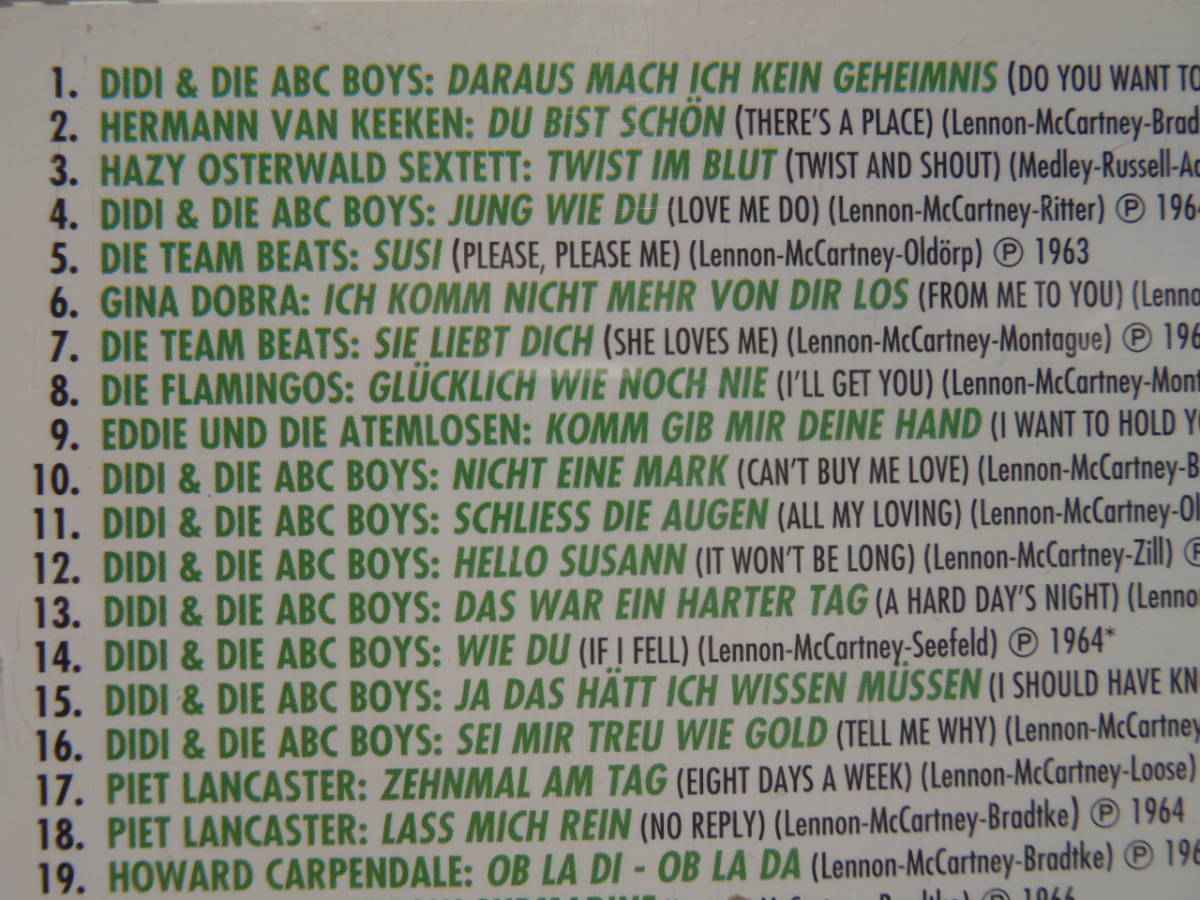 1. DIDI & DIE ABC BOYS: DARAUS MACH ICH KEIN GEHEIMNIS (DO YOU WANT TO
2. HERMANN VAN KEEKEN: DU BiST SCHÖN (THERE'S A PLACE) (Lennon-McCartney-Brad
3. HAZY OSTERWALD SEXTETT: TWIST IM BLUT (TWIST AND SHOUT) (Medley-Russell-
4. DIDI & DIE ABC BOYS: JUNG WIE DU (LOVE ME DO) (Lennon-McCartney-Ritter) ℗ 1964
5. DIE TEAM BEATS: SUSI (PLEASE, PLEASE ME) (Lennon-McCartney-Oldörp) ℗ 1963
6. GINA DOBRA: ICH KOMM NICHT MEHR VON DIR LOS (FROM ME TO YOU) (Lenno
7. DIE TEAM BEATS: SIE LIEBT DICH (SHE LOVES ME) (Lennon-McCartney-Montague) ℗ 196
8. DIE FLAMINGOS: GLÜCKLICH WIE NOCH NIE (I'LL GET YOU) (Lennon-McCartney-Mont
9. EDDIE UND DIE ATEMLOSEN: KOMM GIB MIR DEINE HAND (I WANT TO HOLD YO
10. DIDI & DIE ABC BOYS: NICHT EINE MARK (CAN'T BUY ME LOVE) (Lennon-McCartney-B
11. DIDI & DIE ABC BOYS: SCHLIESS DIE AUGEN (ALL MY LOVING) (Lennon-McCartney-Ol
12. DIDI & DIE ABC BOYS: HELLO SUSANN (IT WON'T BE LONG) (Lennon-McCartney-Zill) ℗
13. DIDI & DIE ABC BOYS: DAS WAR EIN HARTER TAG (A HARD DAY'S NIGHT) (Lenno
14. DIDI & DIE ABC BOYS: WIE DU (IF I FELL) (Lennon-McCartney-Seefeld) ℗ 1964*
15. DIDI & DIE ABC BOYS: JA DAS HÄTT ICH WISSEN MÜSSEN (I SHOULD HAVE KN
16. DIDI & DIE ABC BOYS: SEI MIR TREU WIE GOLD (TELL ME WHY) (Lennon-McCartney
17. PIET LANCASTER: ZEHNMAL AM TAG (EIGHT DAYS A WEEK) (Lennon-McCartney-Loose)
18. PIET LANCASTER: LASS MICH REIN (NO REPLY) (Lennon-McCartney-Bradtke) ℗ 1964
19. HOWARD CARPENDALE: OB LA DI - OB LA DA (Lennon-McCartney-Bradtke) ℗ 196
℗ 1966